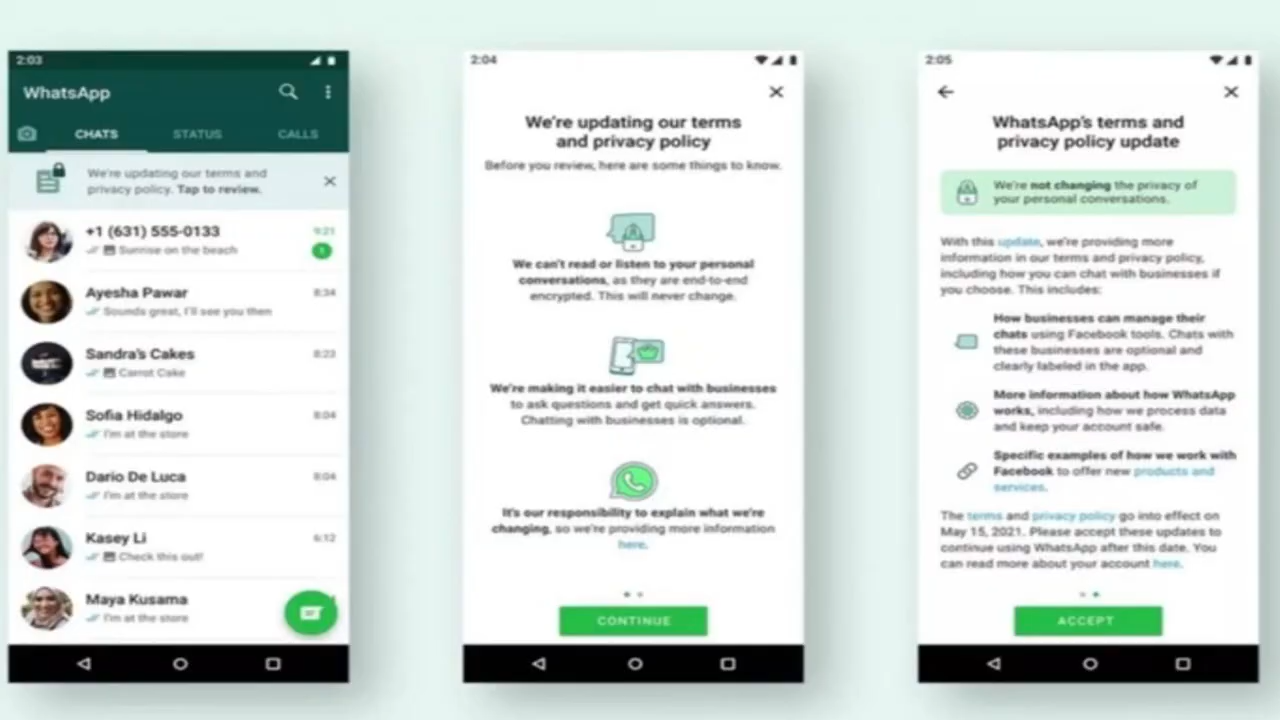 2:03
WhatsApp
CHATS STATUS CALLS
We're updating our terms and
privacy policy. Tap to review.
+1 (631) 555-0133 9:21
Sunrise on the beach 1
Ayesha Pawar 8:34
Sounds great, I'll see you then
Sandra's Cakes 8:23
Carrot Cake
Sofia Hidalgo 8:04
I'm at the store
Dario De Luca 8:04
I'm at the store
Kasey Li 6:12
Check this out!
Maya Kusama
I'm at the store
2:04
We're updating our terms
and privacy policy
Before you review, here are some things to know.
We can't read or listen to your personal
conversations, as they are end-to-end
encrypted. This will never change.
We're making it easier to chat with businesses
to ask questions and get quick answers.
Chatting with businesses is optional.
It's our responsibility to explain what we're
changing, so we're providing more information
here.
CONTINUE
2:05
WhatsApp's terms and
privacy policy update
We're not changing the privacy of
your personal conversations.
With this update, we're providing more
information in our terms and privacy policy,
including how you can chat with businesses if
you choose. This includes:
How businesses can manage their
chats using Facebook tools. Chats with
these businesses are optional and
clearly labeled in the app.
More information about how WhatsApp
works, including how we process data
and keep your account safe.
Specific examples of how we work with
Facebook to offer new products and
services.
The terms and privacy policy go into effect on
May 15, 2021. Please accept these updates to
continue using WhatsApp after this date. You
can read more about your account here.
ACCEPT